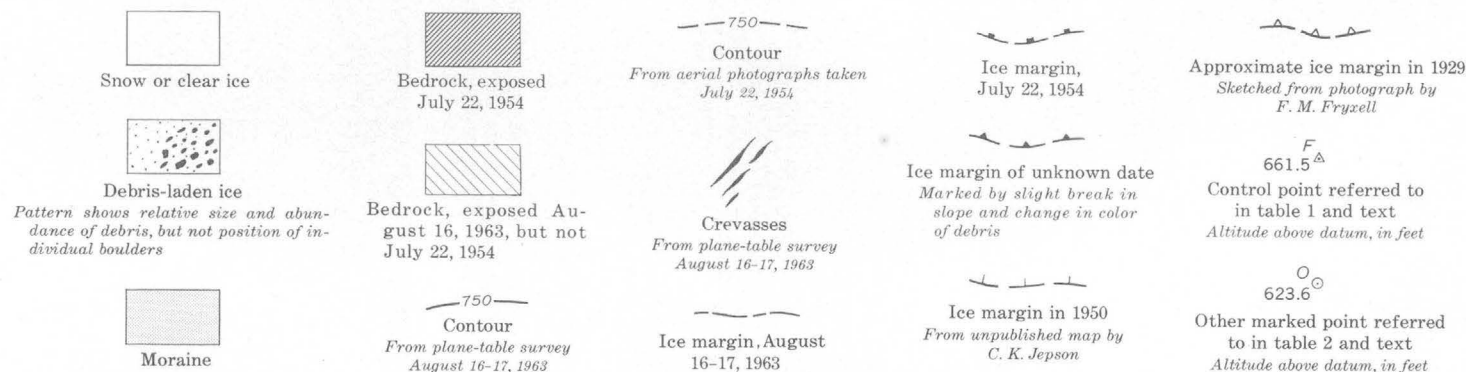 Snow or clear ice
Debris-laden ice
Pattern shows relative size and abun-
dance of debris, but not position of in-
dividual boulders
Moraine
Bedrock, exposed
July 22, 1954
Bedrock, exposed Au-
gust 16, 1963, but not
July 22, 1954
750
Contour
From plane-table survey
August 16-17, 1963
750
Contour
From aerial photographs taken
July 22, 1954
Crevasses
From plane-table survey
August 16-17, 1963
Ice margin, August
16-17, 1963
Ice margin,
July 22, 1954
Ice margin of unknown date
Marked by slight break in
slope and change in color
of debris
Ice margin in 1950
From unpublished map by
C. K. Jepson
Approximate ice margin in 1929
Sketched from photograph by
F. M. Fryxell
F
661.5
Control point referred to
in table 1 and text
Altitude above datum, in feet
O
623.6
Other marked point referred
to in table 2 and text
Altitude above datum, in feet